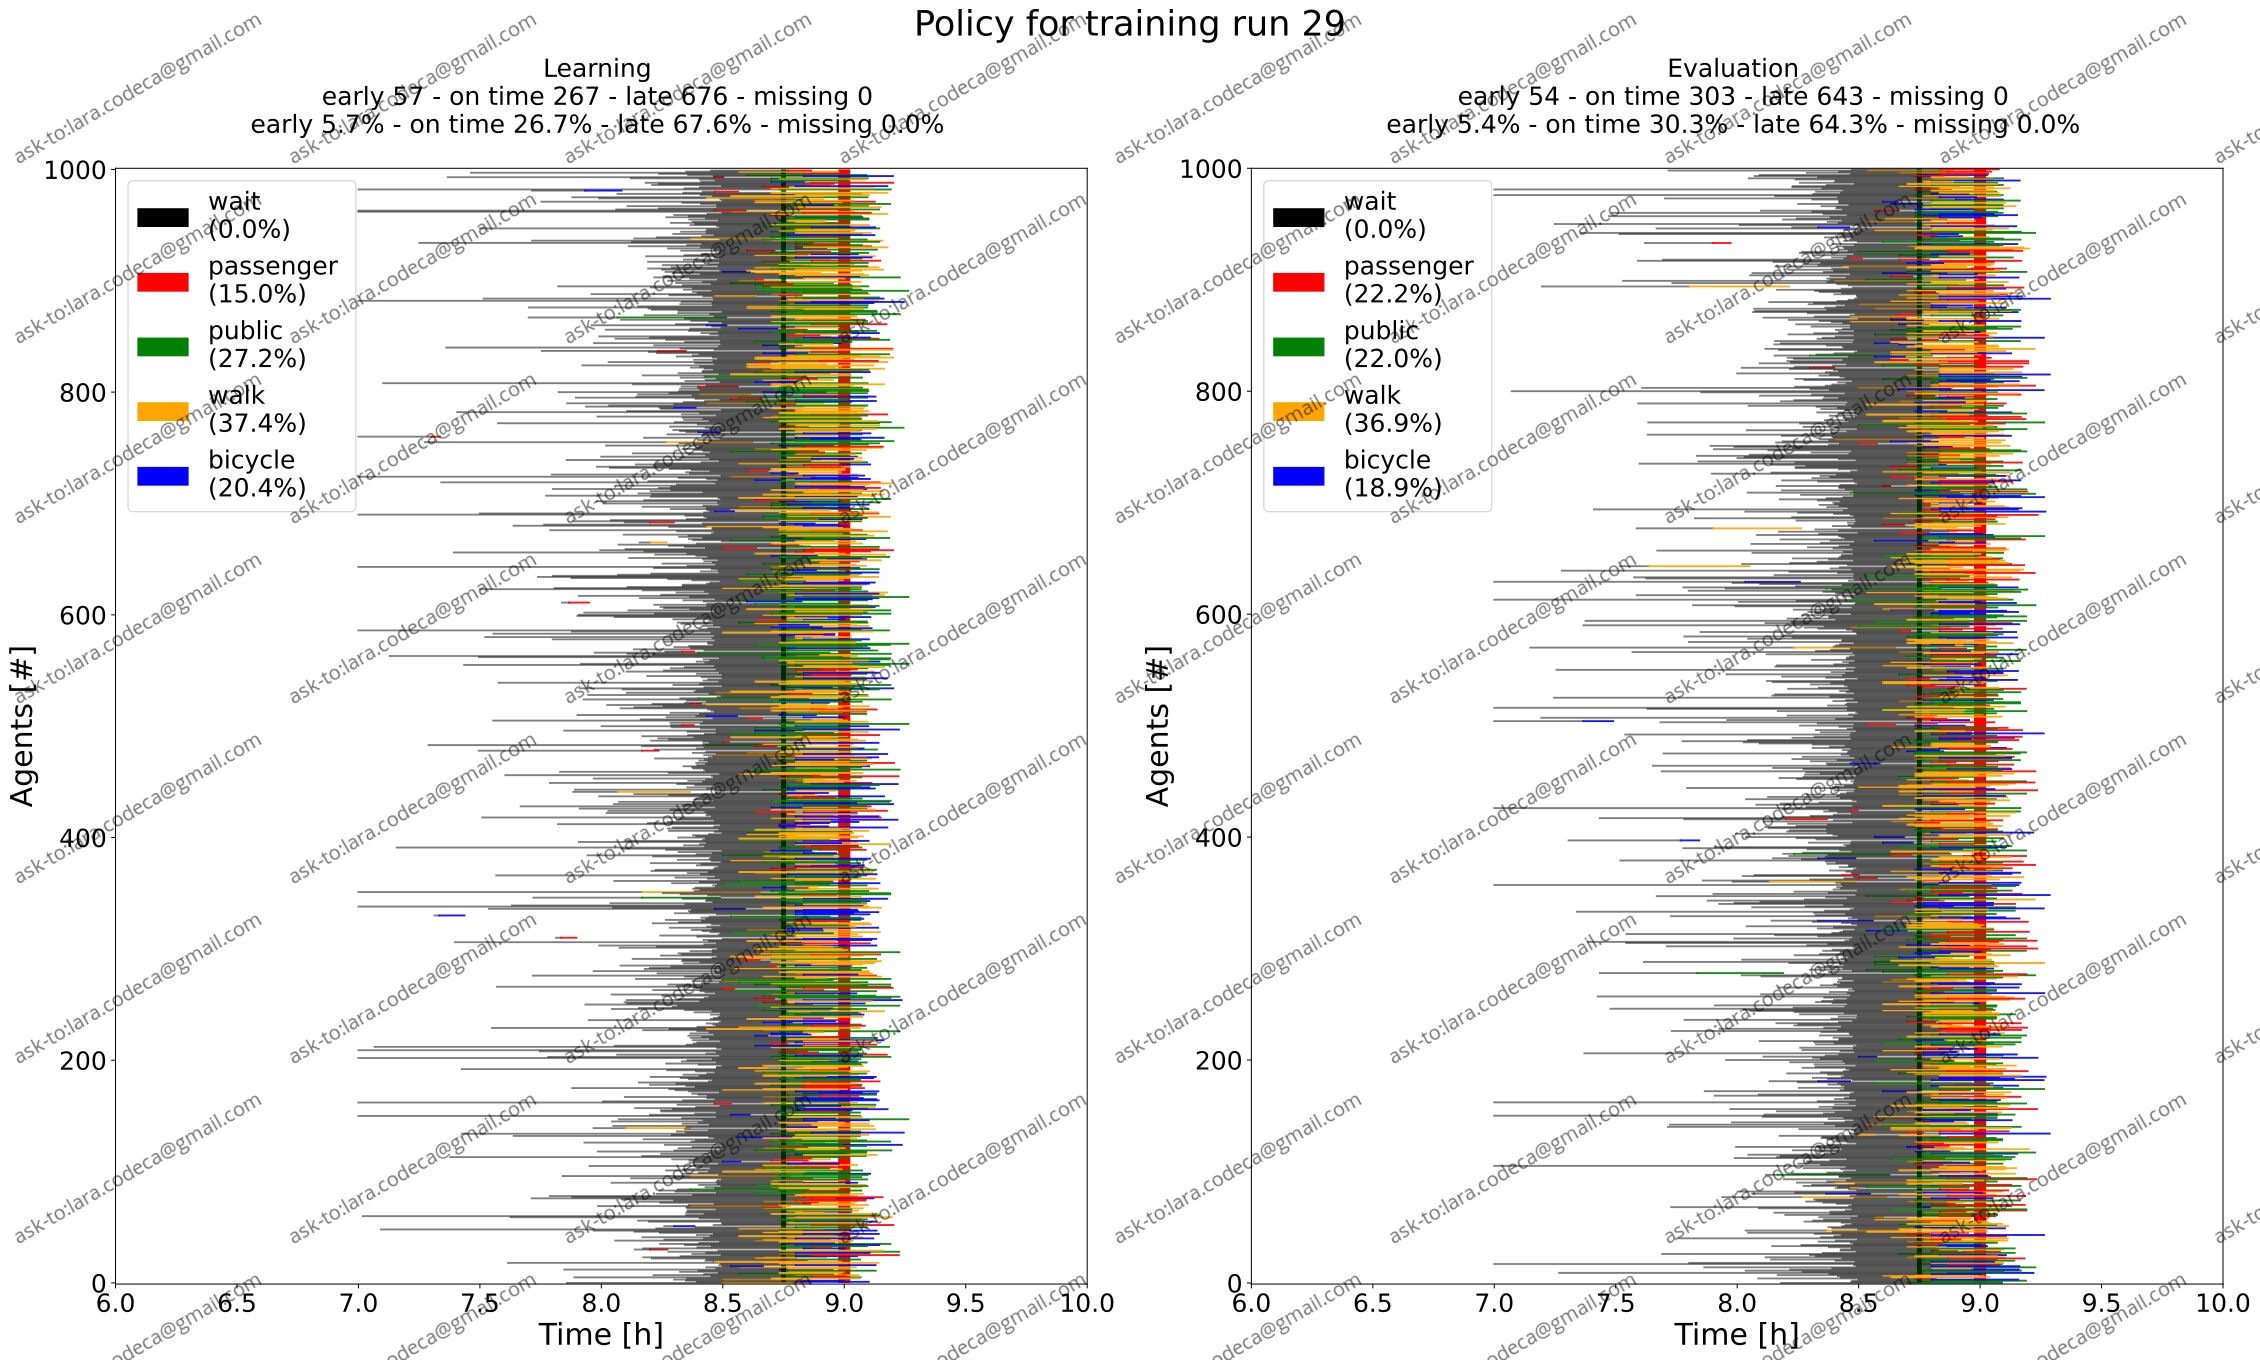 Policy for training run 29
Learning
early 57 - on time 267 - late 676 - missing 0
early 5.7% - on time 26.7% - late 67.6% - missing 0.0%
1000
800
600
400
200
0
Agents [#]
wait
(0.0%)
passenger
(15.0%)
public
(27.2%)
walk
(37.4%)
bicycle
(20.4%)
6.0 6.5 7.0 7.5 8.0 8.5 9.0 9.5 10.0
Time [h]
Evaluation
early 54 - on time 303 - late 643 - missing 0
early 5.4% - on time 30.3% - late 64.3% - missing 0.0%
1000
800
600
400
200
0
Agents [#]
wait
(0.0%)
passenger
(22.2%)
public
(22.0%)
walk
(36.9%)
bicycle
(18.9%)
6.0 6.5 7.0 7.5 8.0 8.5 9.0 9.5 10.0
Time [h]
ask-to:lara.codeca@gmail.com